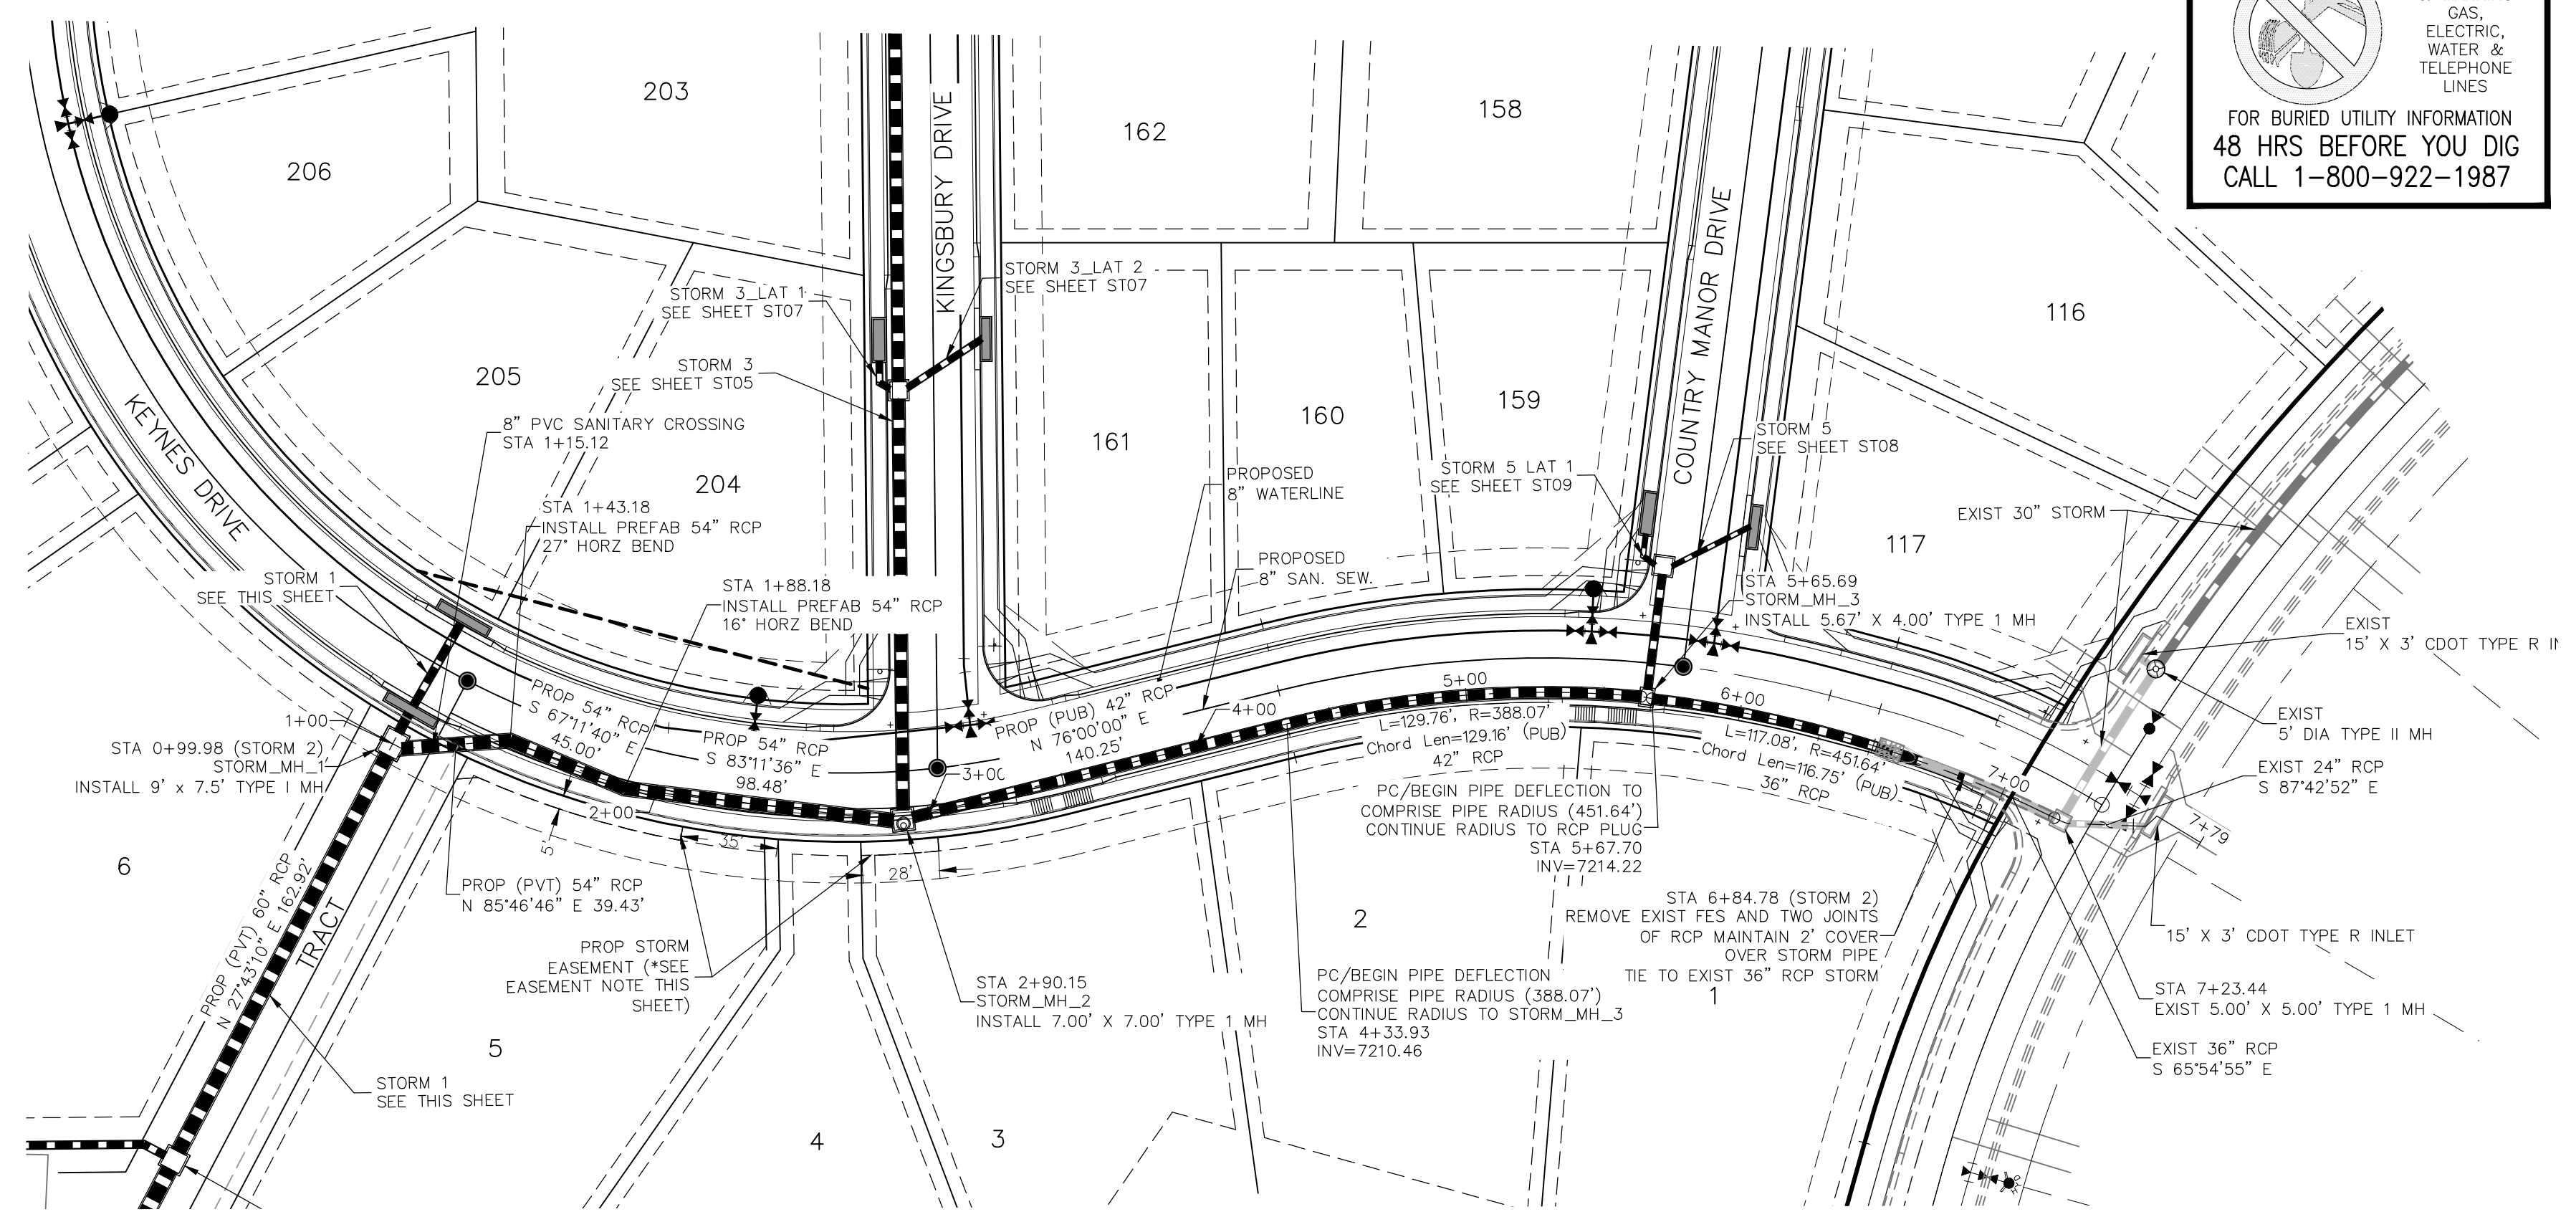 GAS,
ELECTRIC,
WATER &
TELEPHONE
LINES
FOR BURIED UTILITY INFORMATION
48 HRS BEFORE YOU DIG
CALL 1-800-922-1987
203
206
162
158
KINGSBURY DRIVE
COUNTRY MANOR DRIVE
116
STORM 3_LAT 1
SEE SHEET ST07
STORM 3_LAT 2
SEE SHEET ST07
STORM 3
SEE SHEET ST05
205
KEYNES DRIVE
8" PVC SANITARY CROSSING
STA 1+15.12
204
161
160
159
PROPOSED
8" WATERLINE
STORM 5 LAT 1
SEE SHEET ST09
STORM 5
SEE SHEET ST08
STA 1+43.18
INSTALL PREFAB 54" RCP
27° HORZ BEND
EXIST 30" STORM
117
PROPOSED
8" SAN. SEW.
STORM 1
SEE THIS SHEET
STA 1+88.18
INSTALL PREFAB 54" RCP
16° HORZ BEND
STA 5+65.69
STORM_MH_3
INSTALL 5.67' X 4.00' TYPE 1 MH
EXIST
15' X 3' CDOT TYPE R IN
PROP 54" RCP
S 67°11'40" E
45.00'
PROP 54" RCP
S 83°11'36" E
98.48'
PROP (PUB) 42" RCP
N 76°00'00" E
140.25'
1+00
2+00
3+00
4+00
5+00
6+00
7+00
7+79
L=129.76', R=388.07'
Chord Len=129.16' (PUB)
42" RCP
L=117.08', R=451.64'
Chord Len=116.75' (PUB)
36" RCP
STA 0+99.98 (STORM 2)
STORM_MH_1
INSTALL 9' x 7.5' TYPE I MH
EXIST
5' DIA TYPE II MH
EXIST 24" RCP
S 87°42'52" E
PC/BEGIN PIPE DEFLECTION TO
COMPRISE PIPE RADIUS (451.64')
CONTINUE RADIUS TO RCP PLUG
STA 5+67.70
INV=7214.22
5'
35'
28'
6
PROP (PVT) 60" RCP
N 27°43'10" E 162.92'
TRACT
PROP (PVT) 54" RCP
N 85°46'46" E 39.43'
PROP STORM
EASEMENT (*SEE
EASEMENT NOTE THIS
SHEET)
2
STA 6+84.78 (STORM 2)
REMOVE EXIST FES AND TWO JOINTS
OF RCP MAINTAIN 2' COVER
OVER STORM PIPE
TIE TO EXIST 36" RCP STORM
1
15' X 3' CDOT TYPE R INLET
STA 2+90.15
STORM_MH_2
INSTALL 7.00' X 7.00' TYPE 1 MH
PC/BEGIN PIPE DEFLECTION
COMPRISE PIPE RADIUS (388.07')
CONTINUE RADIUS TO STORM_MH_3
STA 4+33.93
INV=7210.46
STA 7+23.44
EXIST 5.00' X 5.00' TYPE 1 MH
EXIST 36" RCP
S 65°54'55" E
5
STORM 1
SEE THIS SHEET
4
3